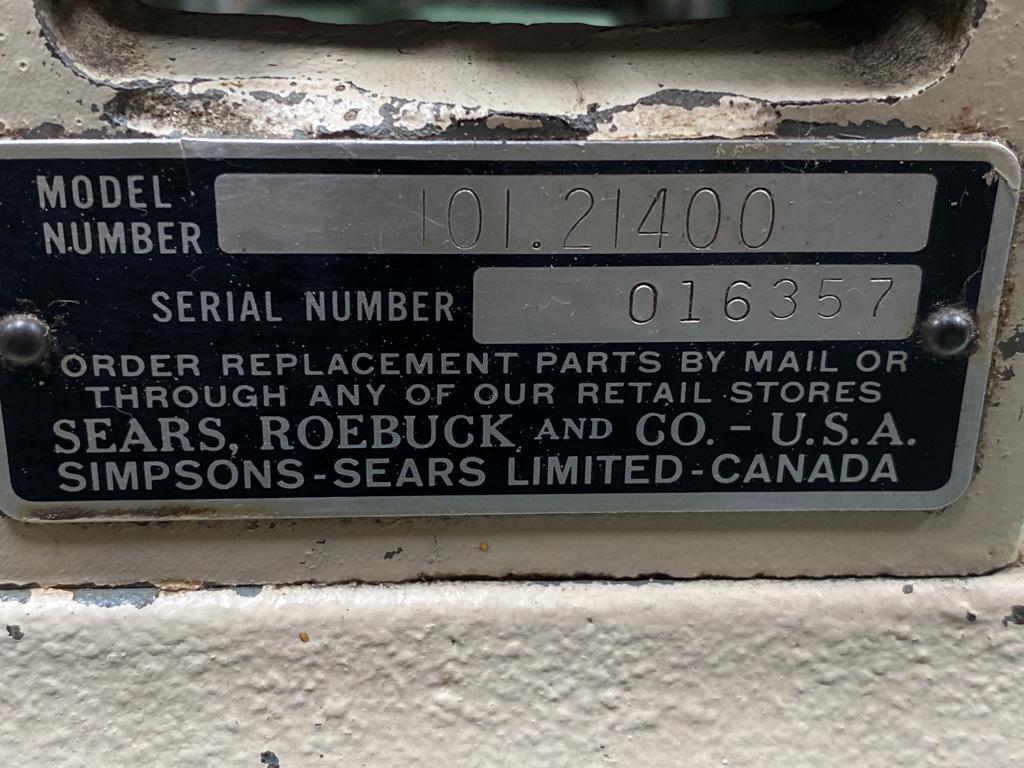 MODEL NUMBER 101.21400
SERIAL NUMBER 016357
ORDER REPLACEMENT PARTS BY MAIL OR
THROUGH ANY OF OUR RETAIL STORES
SEARS, ROEBUCK AND CO. - U.S.A.
SIMPSONS-SEARS LIMITED-CANADA